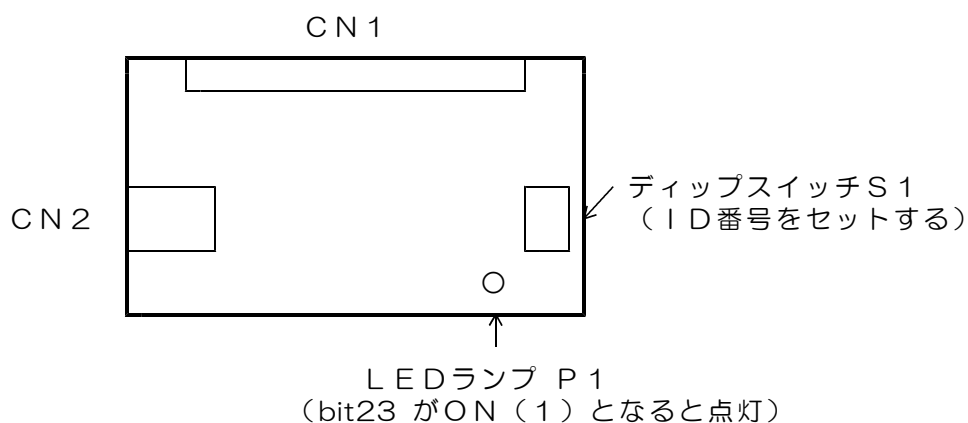 ＣＮ１
ディップスイッチＳ１
ＣＮ２
（ＩＤ番号をセットする）
ＬＥＤランプ Ｐ１
（bit23 がＯＮ（１）となると点灯）